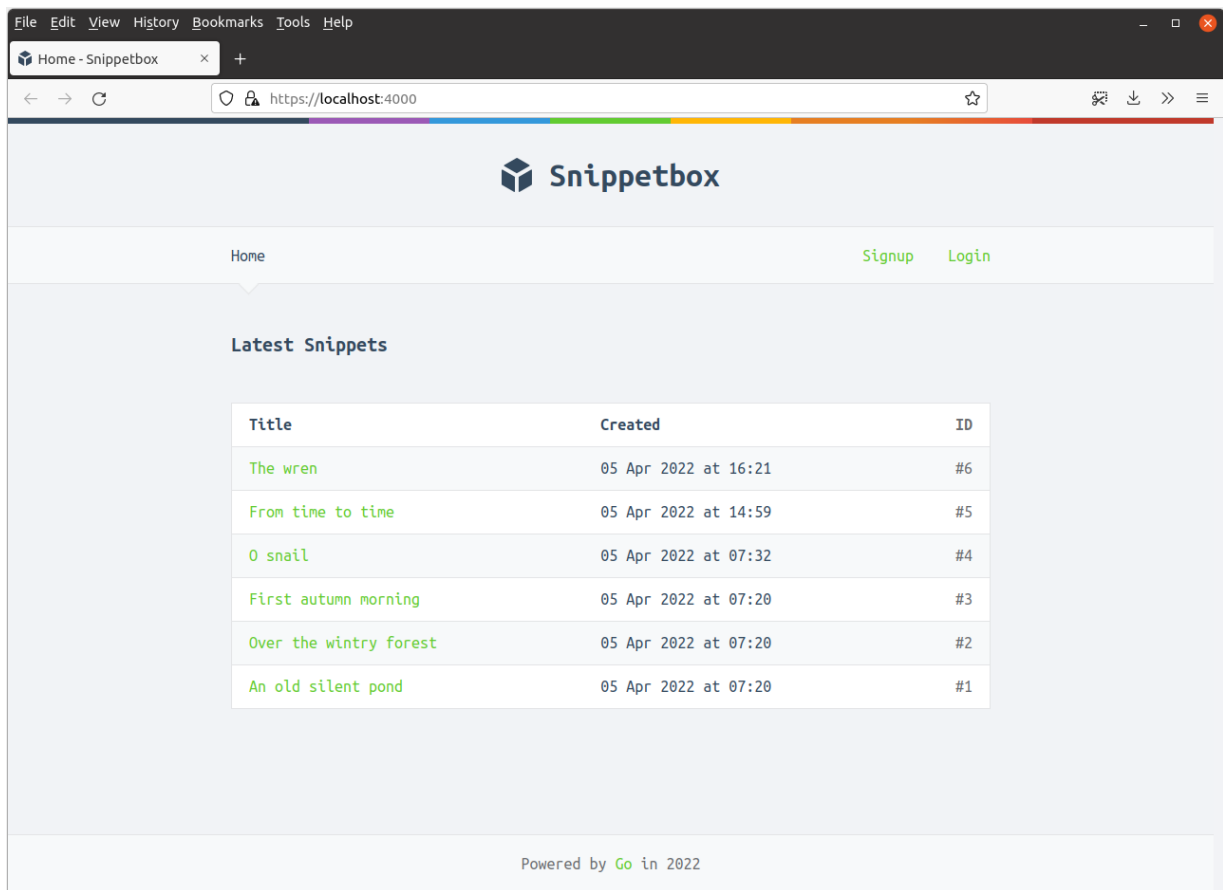 File Edit View History Bookmarks Tools Help
Home - Snippetbox
https://localhost:4000
Snippetbox
Home Signup Login
Latest Snippets
Title Created ID
The wren 05 Apr 2022 at 16:21 #6
From time to time 05 Apr 2022 at 14:59 #5
O snail 05 Apr 2022 at 07:32 #4
First autumn morning 05 Apr 2022 at 07:20 #3
Over the wintry forest 05 Apr 2022 at 07:20 #2
An old silent pond 05 Apr 2022 at 07:20 #1
Powered by Go in 2022